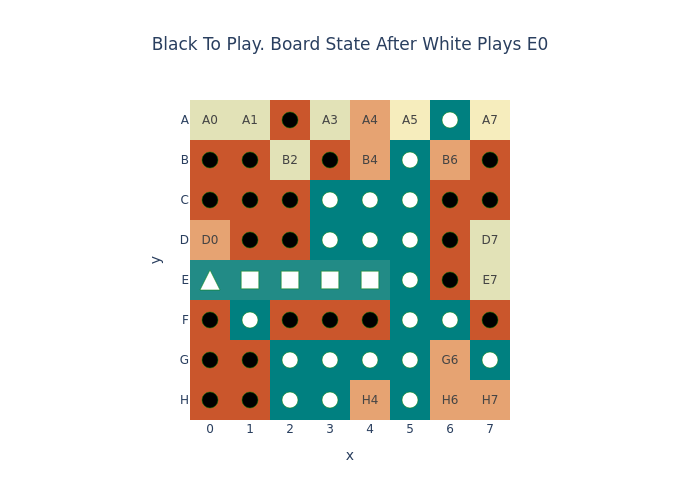 Black To Play. Board State After White Plays E0
A A0 A1 A3 A4 A5 A7
B B2 B4 B6
C
D D0 D7
E E7
F
G G6
H H4 H6 H7
0 1 2 3 4 5 6 7
x
y